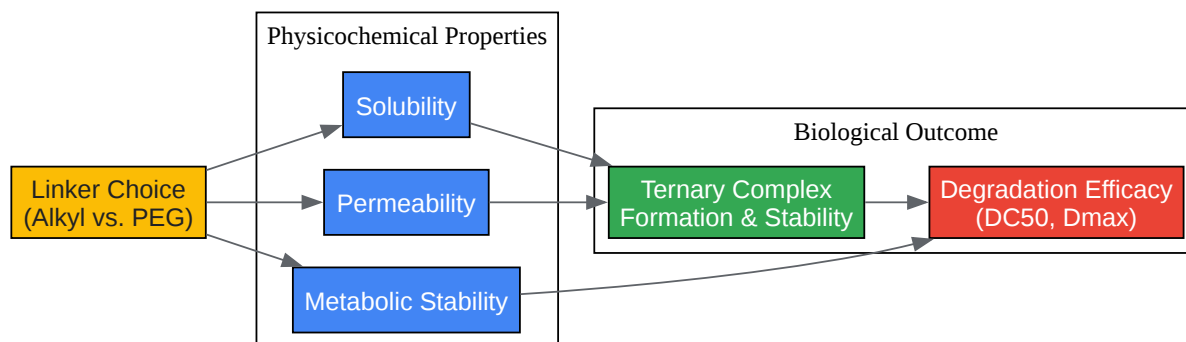 Physicochemical Properties
Solubility
Biological Outcome
Linker Choice
(Alkyl vs. PEG)
Permeability
Ternary Complex
Formation & Stability
Degradation Efficacy
(DC50, Dmax)
Metabolic Stability